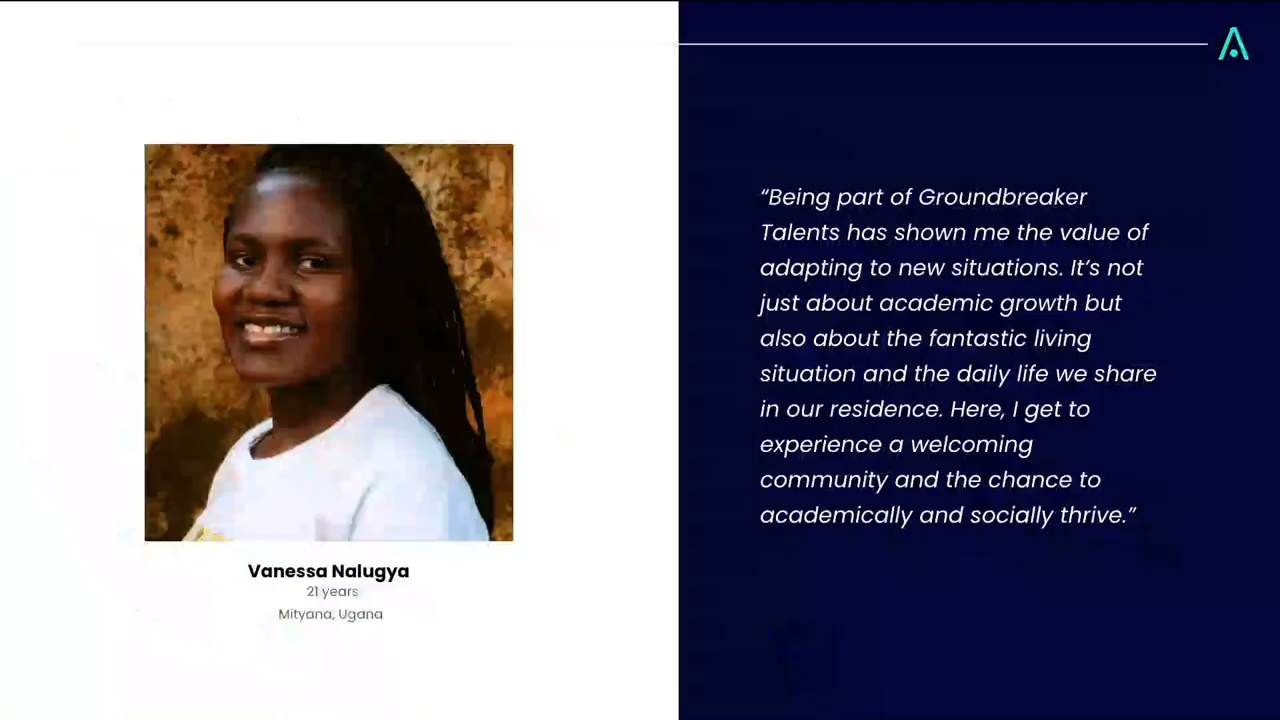 Vanessa Nalugya
21 years
Mityana, Ugana
“Being part of Groundbreaker
Talents has shown me the value of
adapting to new situations. It’s not
just about academic growth but
also about the fantastic living
situation and the daily life we share
in our residence. Here, I get to
experience a welcoming
community and the chance to
academically and socially thrive.”